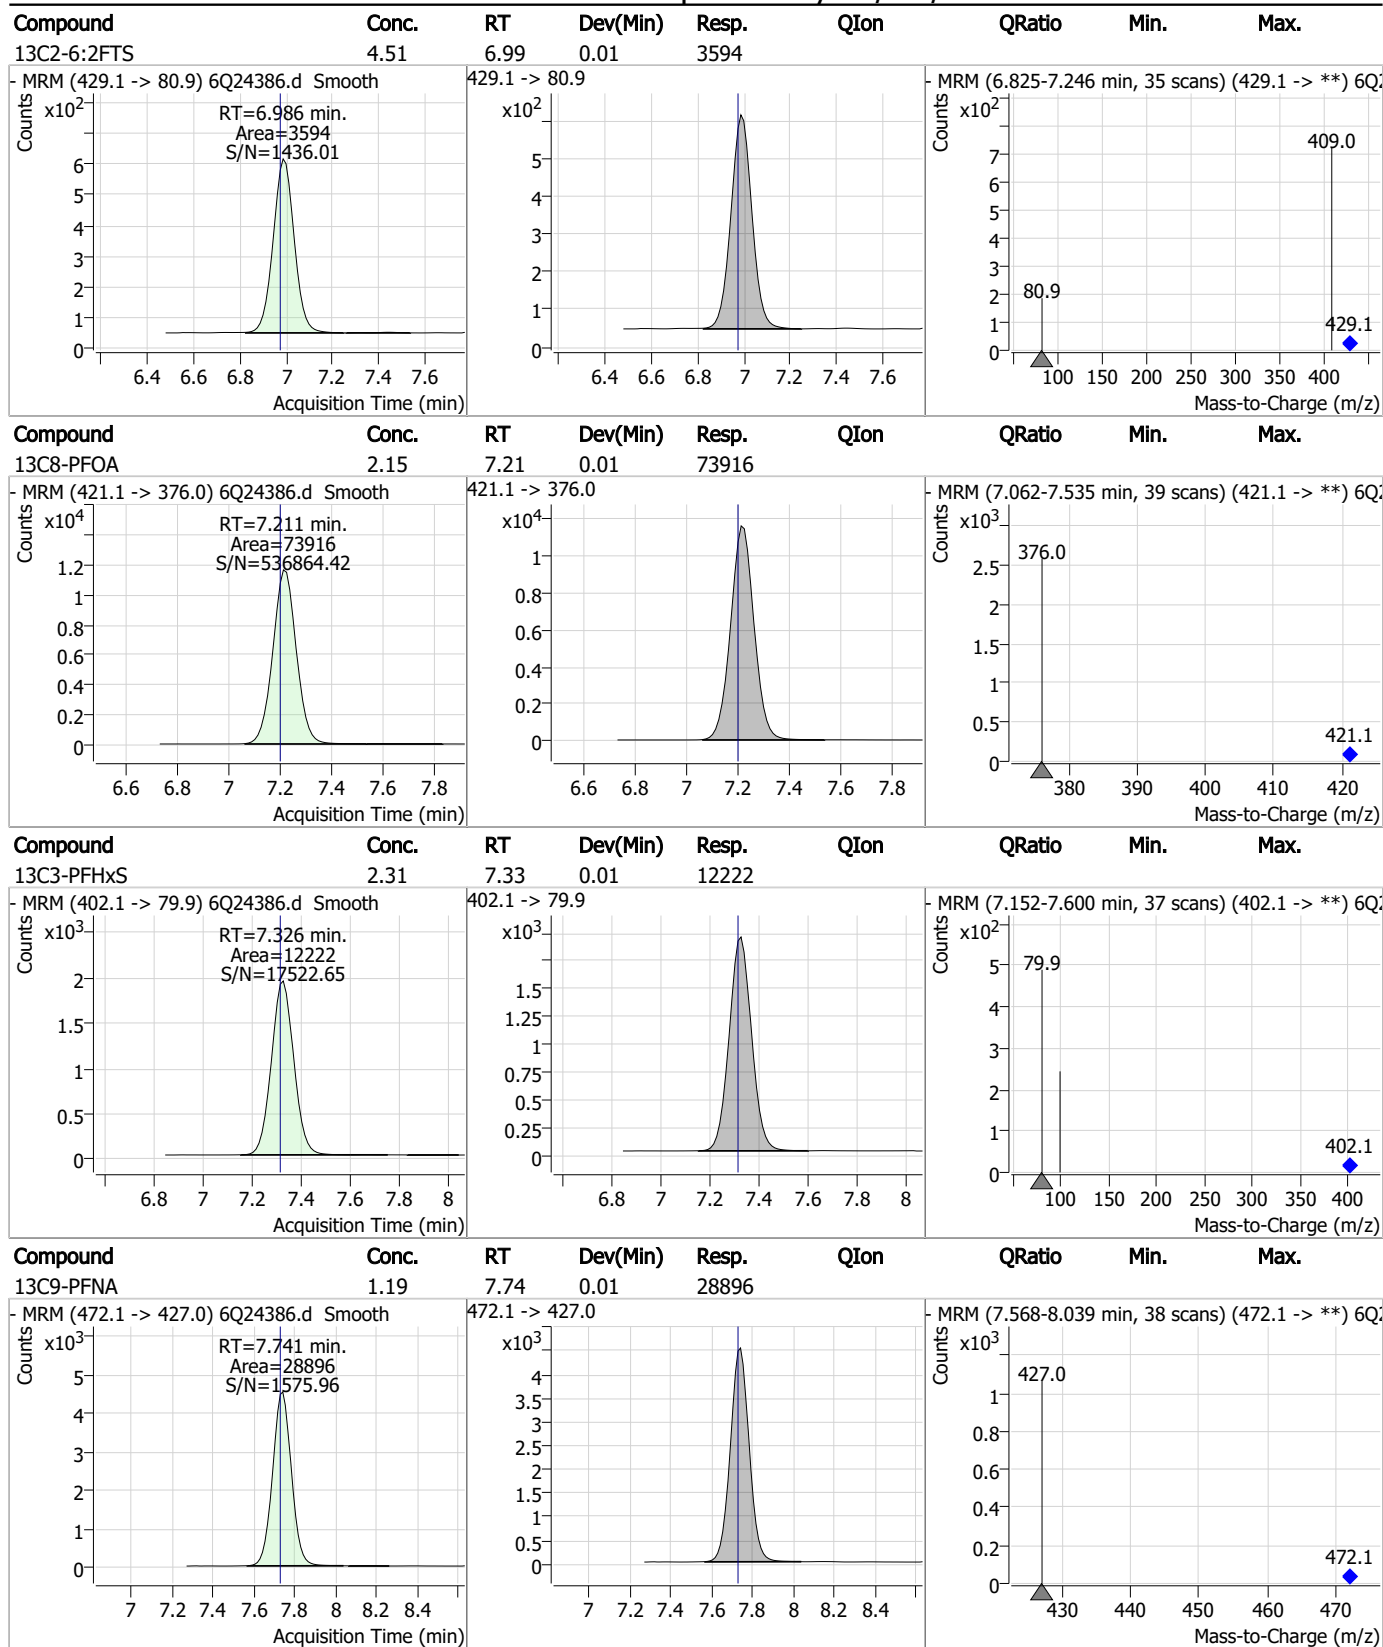 Compound Conc. RT Dev(Min) Resp. QIon QRatio Min. Max.
13C2-6:2FTS 4.51 6.99 0.01 3594
- MRM (429.1 -> 80.9) 6Q24386.d Smooth
Counts
x10²
RT=6.986 min.
Area=3594
S/N=1436.01
6
5
4
3
2
1
0
6.4 6.6 6.8 7 7.2 7.4 7.6
Acquisition Time (min)
429.1 -> 80.9
x10²
5
4
3
2
1
0
6.4 6.6 6.8 7 7.2 7.4 7.6
- MRM (6.825-7.246 min, 35 scans) (429.1 -> **) 6Q2
Counts
x10²
409.0
7
6
5
4
3
2
80.9
1
429.1
0
100 150 200 250 300 350 400
Mass-to-Charge (m/z)
Compound Conc. RT Dev(Min) Resp. QIon QRatio Min. Max.
13C8-PFOA 2.15 7.21 0.01 73916
- MRM (421.1 -> 376.0) 6Q24386.d Smooth
Counts
x10⁴
RT=7.211 min.
Area=73916
S/N=536864.42
1.2
1
0.8
0.6
0.4
0.2
0
6.6 6.8 7 7.2 7.4 7.6 7.8
Acquisition Time (min)
421.1 -> 376.0
x10⁴
1
0.8
0.6
0.4
0.2
0
6.6 6.8 7 7.2 7.4 7.6 7.8
- MRM (7.062-7.535 min, 39 scans) (421.1 -> **) 6Q2
Counts
x10³
376.0
2.5
2
1.5
1
0.5
421.1
0
380 390 400 410 420
Mass-to-Charge (m/z)
Compound Conc. RT Dev(Min) Resp. QIon QRatio Min. Max.
13C3-PFHxS 2.31 7.33 0.01 12222
- MRM (402.1 -> 79.9) 6Q24386.d Smooth
Counts
x10³
RT=7.326 min.
Area=12222
S/N=17522.65
2
1.5
1
0.5
0
6.8 7 7.2 7.4 7.6 7.8 8
Acquisition Time (min)
402.1 -> 79.9
x10³
1.5
1.25
1
0.75
0.5
0.25
0
6.8 7 7.2 7.4 7.6 7.8 8
- MRM (7.152-7.600 min, 37 scans) (402.1 -> **) 6Q2
Counts
x10²
79.9
5
4
3
2
1
402.1
0
100 150 200 250 300 350 400
Mass-to-Charge (m/z)
Compound Conc. RT Dev(Min) Resp. QIon QRatio Min. Max.
13C9-PFNA 1.19 7.74 0.01 28896
- MRM (472.1 -> 427.0) 6Q24386.d Smooth
Counts
x10³
RT=7.741 min.
Area=28896
S/N=1575.96
5
4
3
2
1
0
7 7.2 7.4 7.6 7.8 8 8.2 8.4
Acquisition Time (min)
472.1 -> 427.0
x10³
4
3.5
3
2.5
2
1.5
1
0.5
0
7 7.2 7.4 7.6 7.8 8 8.2 8.4
- MRM (7.568-8.039 min, 38 scans) (472.1 -> **) 6Q2
Counts
x10³
427.0
1
0.8
0.6
0.4
0.2
472.1
0
430 440 450 460 470
Mass-to-Charge (m/z)